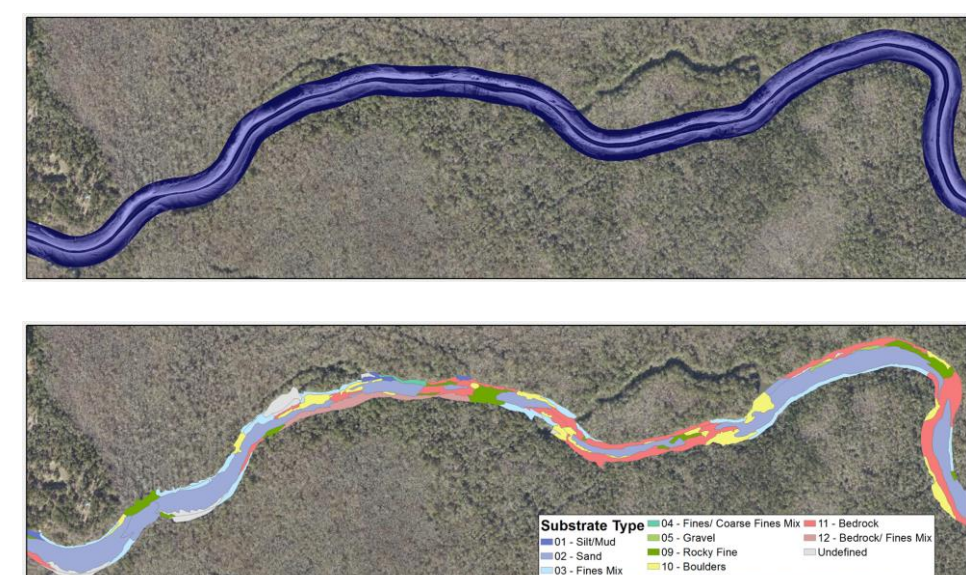 Substrate Type
01 - Silt/Mud
02 - Sand
03 - Fines Mix
04 - Fines/ Coarse Fines Mix
05 - Gravel
09 - Rocky Fine
10 - Boulders
11 - Bedrock
12 - Bedrock/ Fines Mix
Undefined